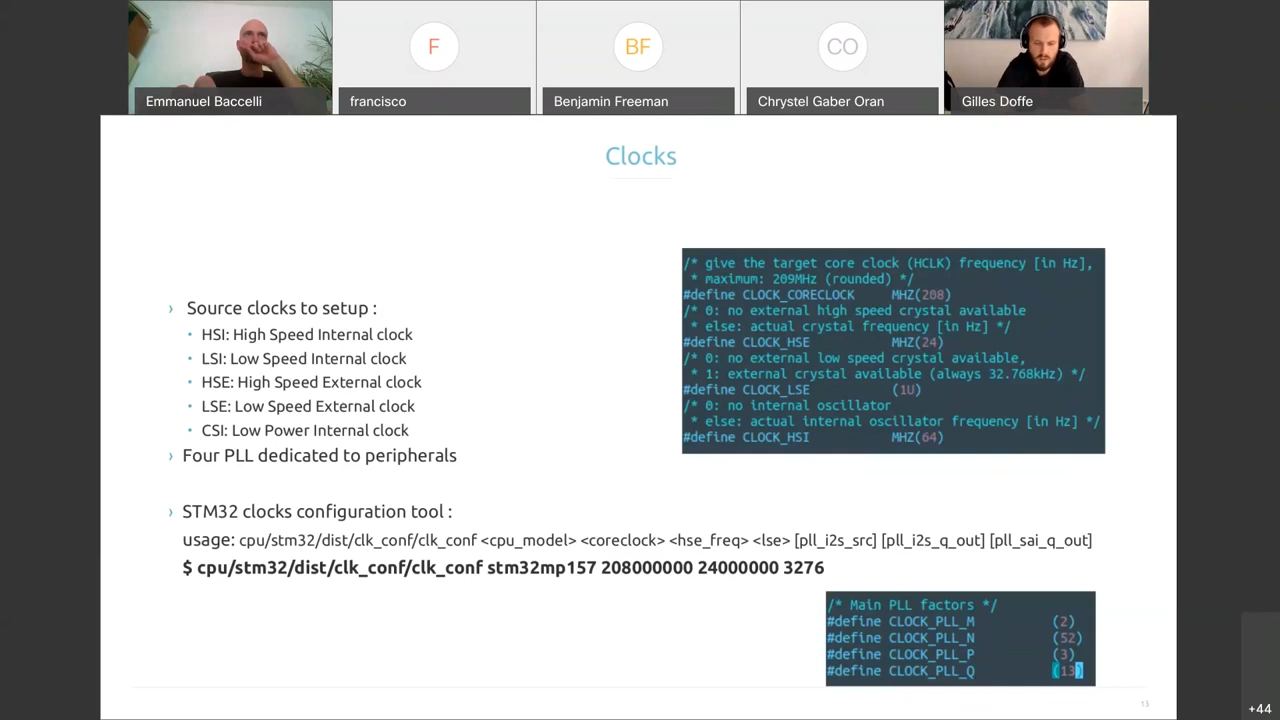 F
BF
CO
Emmanuel Baccelli
francisco
Benjamin Freeman
Chrystel Gaber Oran
Gilles Doffe
Clocks
› Source clocks to setup :
• HSI: High Speed Internal clock
• LSI: Low Speed Internal clock
• HSE: High Speed External clock
• LSE: Low Speed External clock
• CSI: Low Power Internal clock
› Four PLL dedicated to peripherals
/* give the target core clock (HCLK) frequency [in Hz],
* maximum: 209MHz (rounded) */
#define CLOCK_CORECLOCK MHZ(208)
/* 0: no external high speed crystal available
* else: actual crystal frequency [in Hz] */
#define CLOCK_HSE MHZ(24)
/* 0: no external low speed crystal available,
* 1: external crystal available (always 32.768kHz) */
#define CLOCK_LSE (1U)
/* 0: no internal oscillator
* else: actual internal oscillator frequency [in Hz] */
#define CLOCK_HSI MHZ(64)
› STM32 clocks configuration tool :
usage: cpu/stm32/dist/clk_conf/clk_conf <cpu_model> <coreclock> <hse_freq> <lse> [pll_i2s_src] [pll_i2s_q_out] [pll_sai_q_out]
$ cpu/stm32/dist/clk_conf/clk_conf stm32mp157 208000000 24000000 3276
/* Main PLL factors */
#define CLOCK_PLL_M (2)
#define CLOCK_PLL_N (52)
#define CLOCK_PLL_P (3)
#define CLOCK_PLL_Q (13)
13
+44